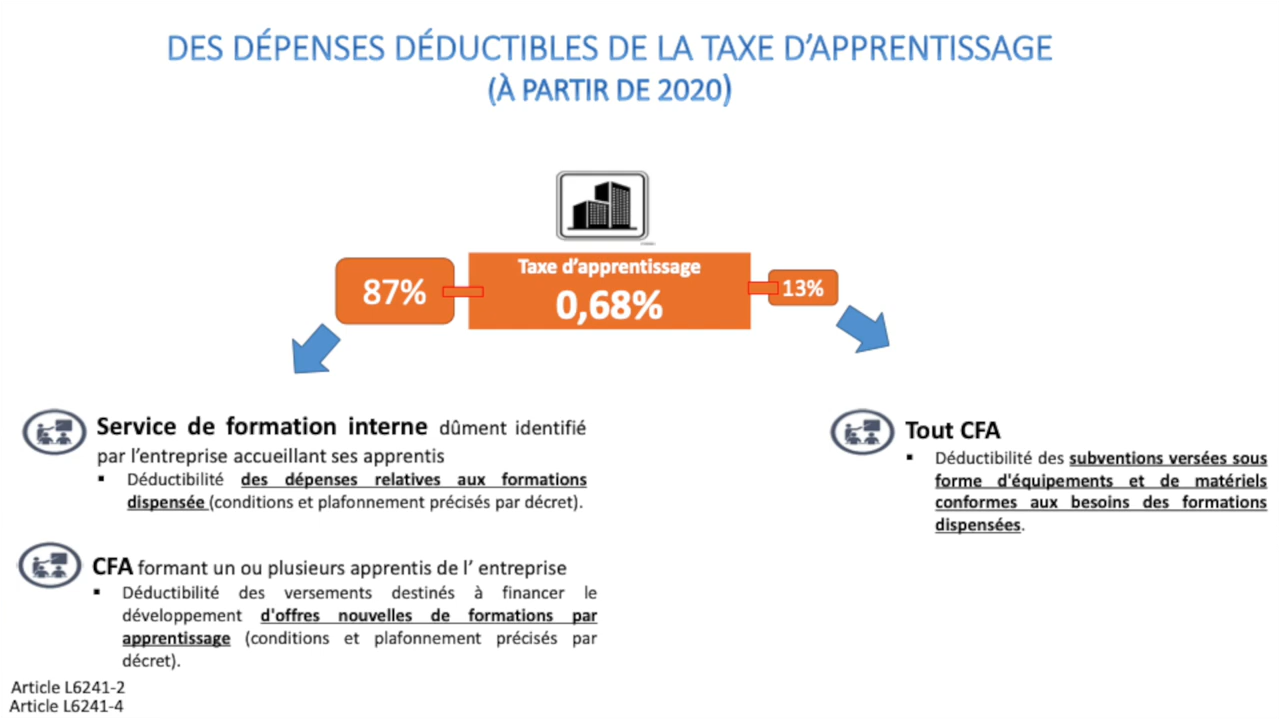 DES DÉPENSES DÉDUCTIBLES DE LA TAXE D'APPRENTISSAGE
(À PARTIR DE 2020)
Taxe d'apprentissage
87%
0,68%
13%
Service de formation interne dûment identifié
par l'entreprise accueillant ses apprentis
▪ Déductibilité des dépenses relatives aux formations
dispensée (conditions et plafonnement précisés par décret).
CFA formant un ou plusieurs apprentis de l' entreprise
▪ Déductibilité des versements destinés à financer le
développement d'offres nouvelles de formations par
apprentissage (conditions et plafonnement précisés par
décret).
Tout CFA
▪ Déductibilité des subventions versées sous
forme d'équipements et de matériels
conformes aux besoins des formations
dispensées.
Article L6241-2
Article L6241-4